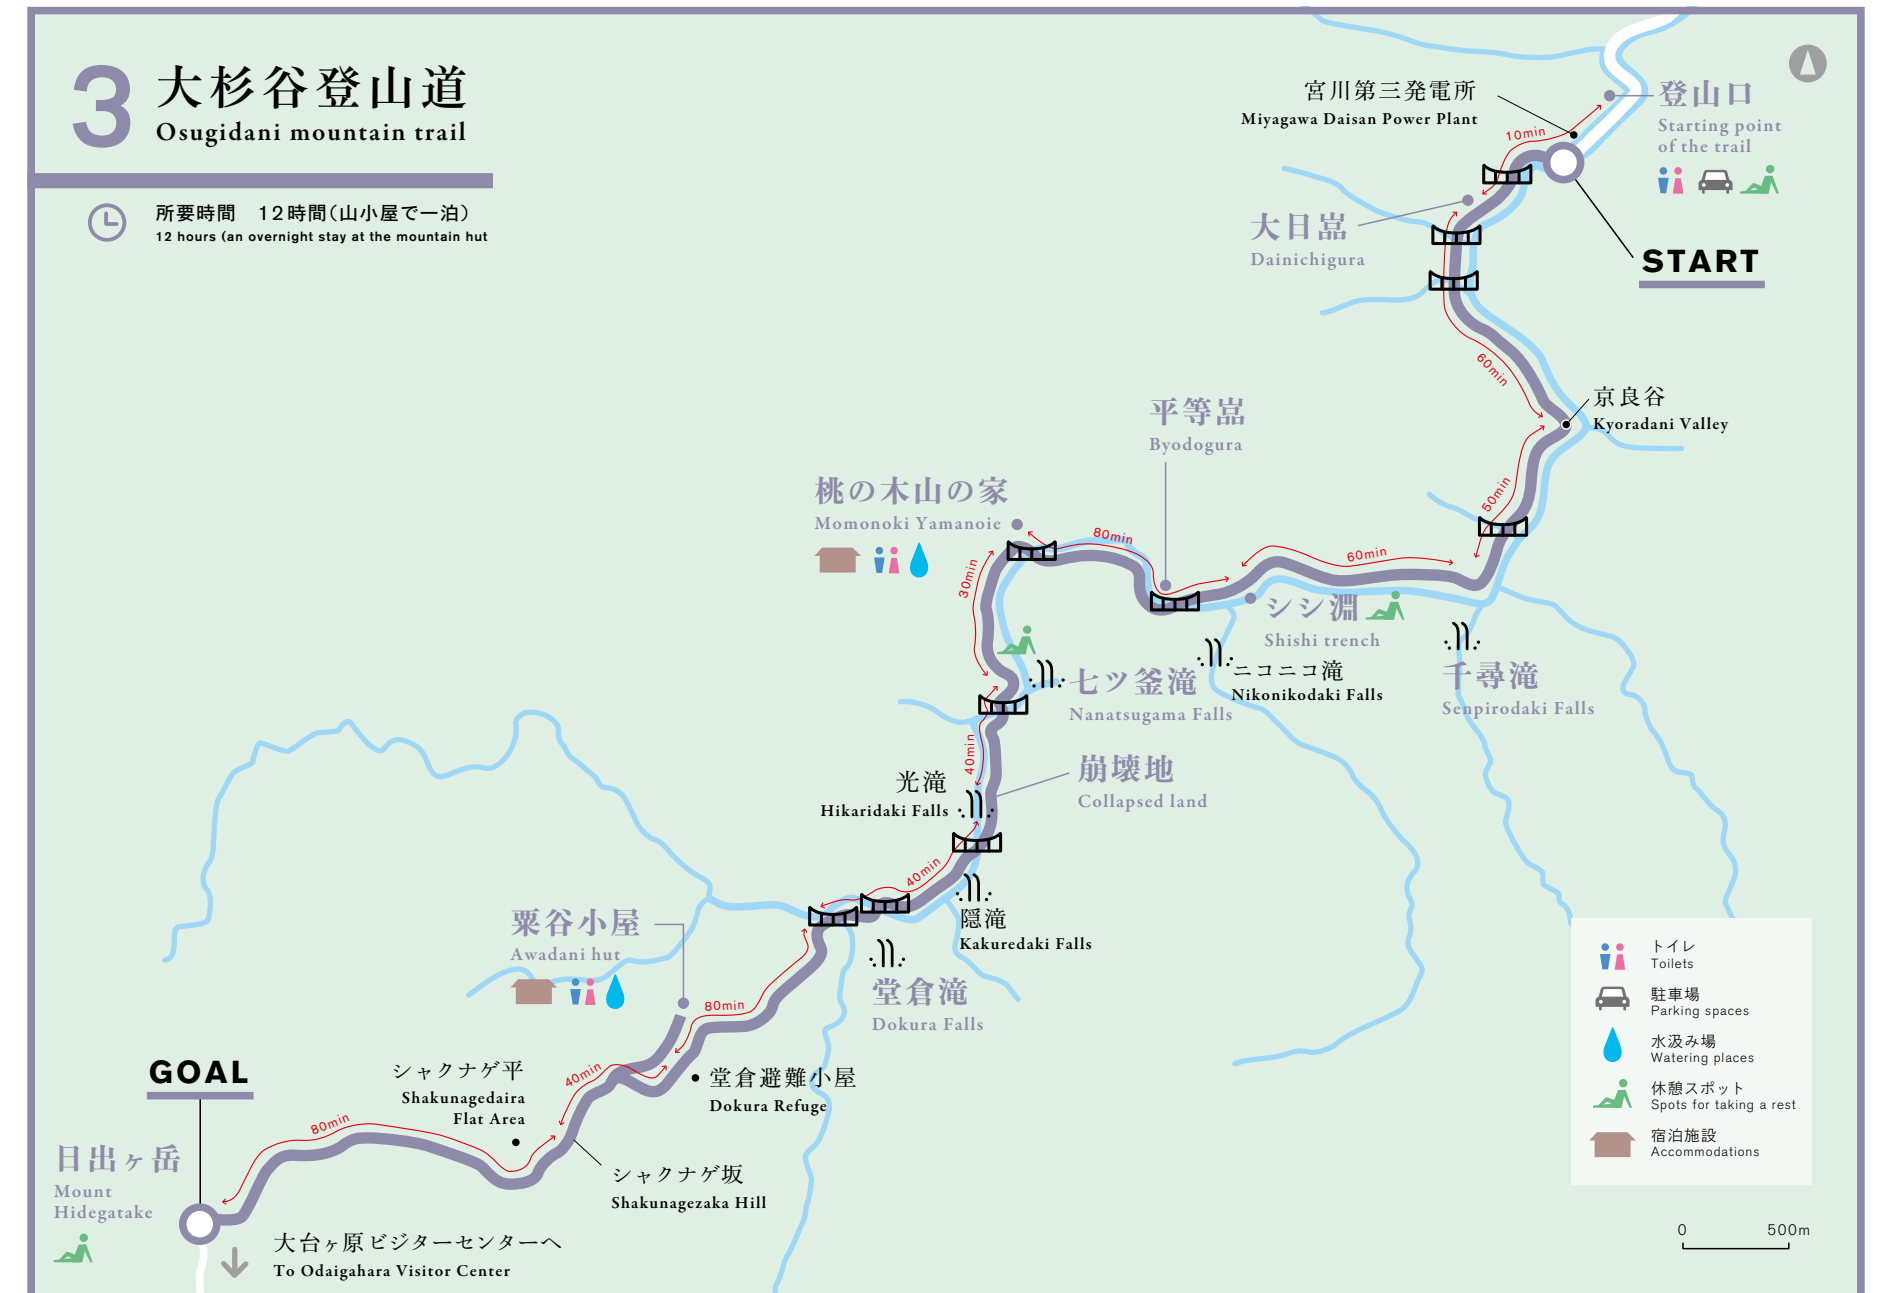 3
大杉谷登山道
Osugidani mountain trail
所要時間　12時間(山小屋で一泊)
12 hours (an overnight stay at the mountain hut
宮川第三発電所
Miyagawa Daisan Power Plant
登山口
Starting point
of the trail
10min
大日嵓
Dainichigura
START
60min
京良谷
Kyoradani Valley
50min
平等嵓
Byodogura
桃の木山の家
Momonoki Yamanoie
80min
60min
30min
シシ淵
Shishi trench
ニコニコ滝
Nikonikodaki Falls
千尋滝
Senpirodaki Falls
七ツ釜滝
Nanatsugama Falls
40min
崩壊地
Collapsed land
光滝
Hikaridaki Falls
40min
隠滝
Kakuredaki Falls
粟谷小屋
Awadani hut
堂倉滝
Dokura Falls
80min
堂倉避難小屋
Dokura Refuge
40min
シャクナゲ平
Shakunagedaira
Flat Area
シャクナゲ坂
Shakunagezaka Hill
GOAL
80min
日出ヶ岳
Mount
Hidegatake
大台ヶ原ビジターセンターへ
To Odaigahara Visitor Center
トイレ
Toilets
駐車場
Parking spaces
水汲み場
Watering places
休憩スポット
Spots for taking a rest
宿泊施設
Accommodations
0 500m